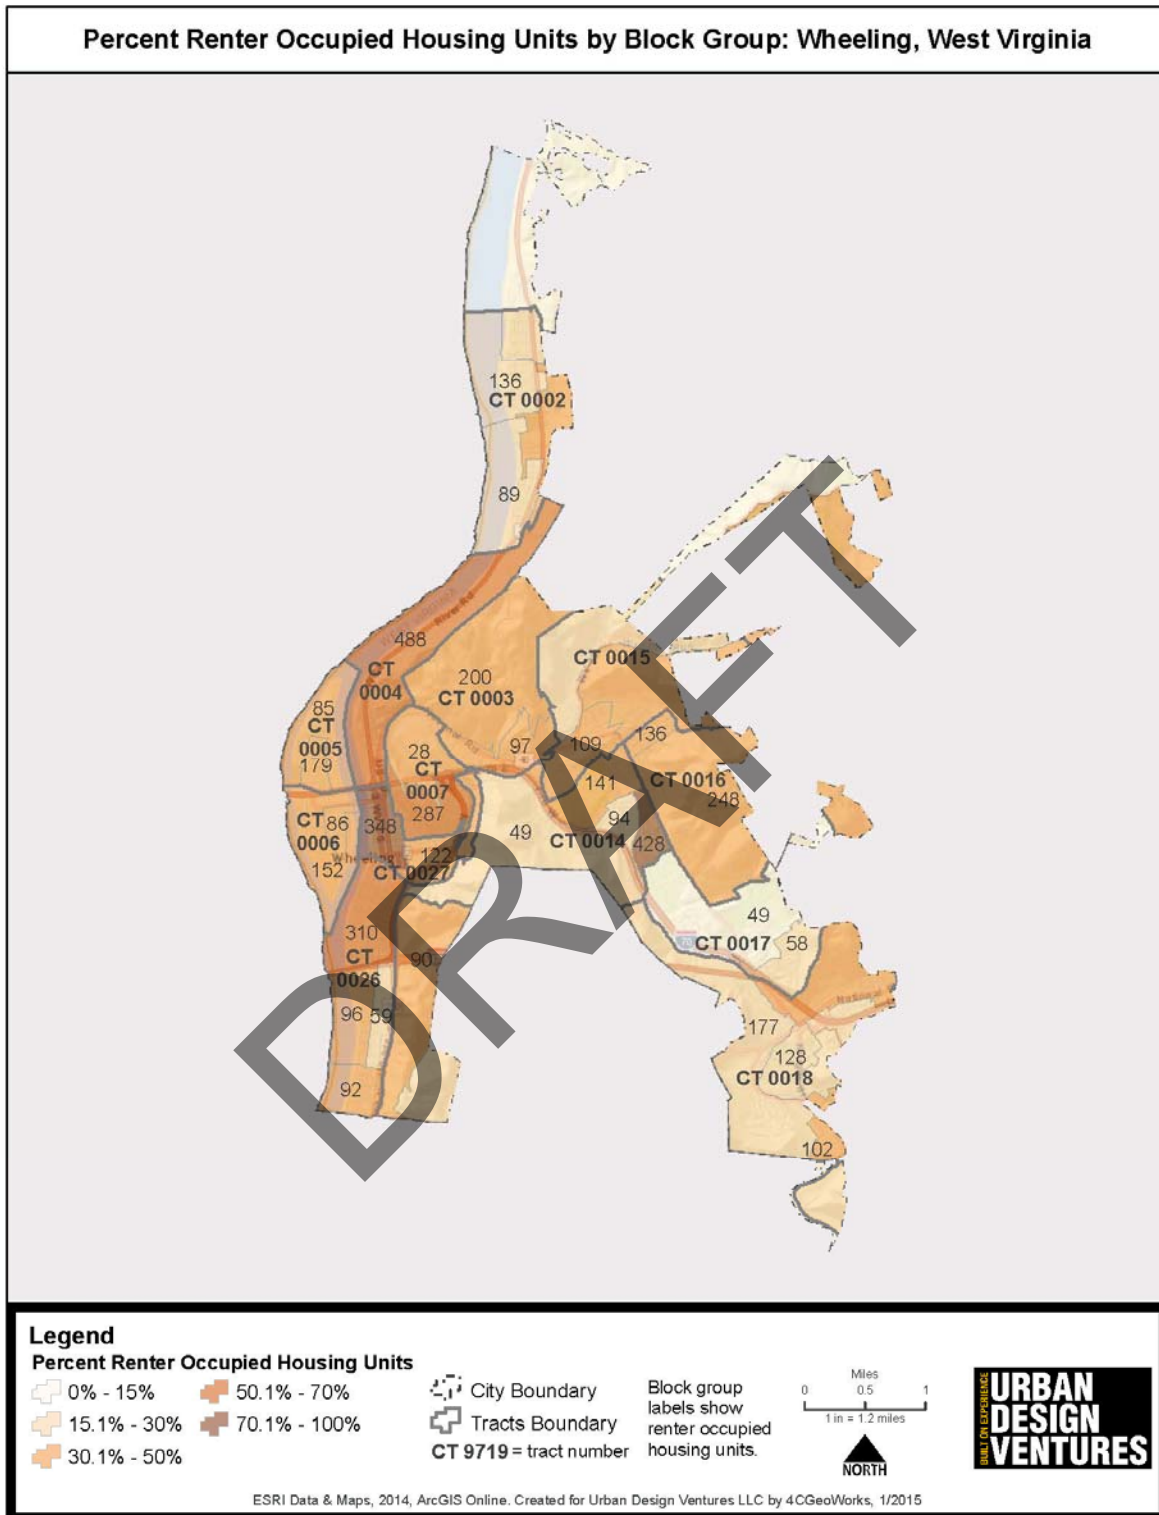 Percent Renter Occupied Housing Units by Block Group: Wheeling, West Virginia
136
CT 0002
89
River Rd
488
CT
0004
200
CT 0003
CT 0015
85
CT
0005
179
28
CT
0007
287
97
109
136
141
CT 0016
248
CT
0006
86
152
348
Wheeling
122
CT 0027
49
94
CT 0014
428
310
CT
0026
90
49
CT 0017
58
96
59
92
National
177
128
CT 0018
102
DRAFT
Legend
Percent Renter Occupied Housing Units
0% - 15%
15.1% - 30%
30.1% - 50%
50.1% - 70%
70.1% - 100%
City Boundary
Tracts Boundary
CT 9719 = tract number
Block group
labels show
renter occupied
housing units.
Miles
0 0.5 1
1 in = 1.2 miles
NORTH
BUILT ON EXPERIENCE
URBAN
DESIGN
VENTURES
ESRI Data & Maps, 2014, ArcGIS Online. Created for Urban Design Ventures LLC by 4CGeoWorks, 1/2015